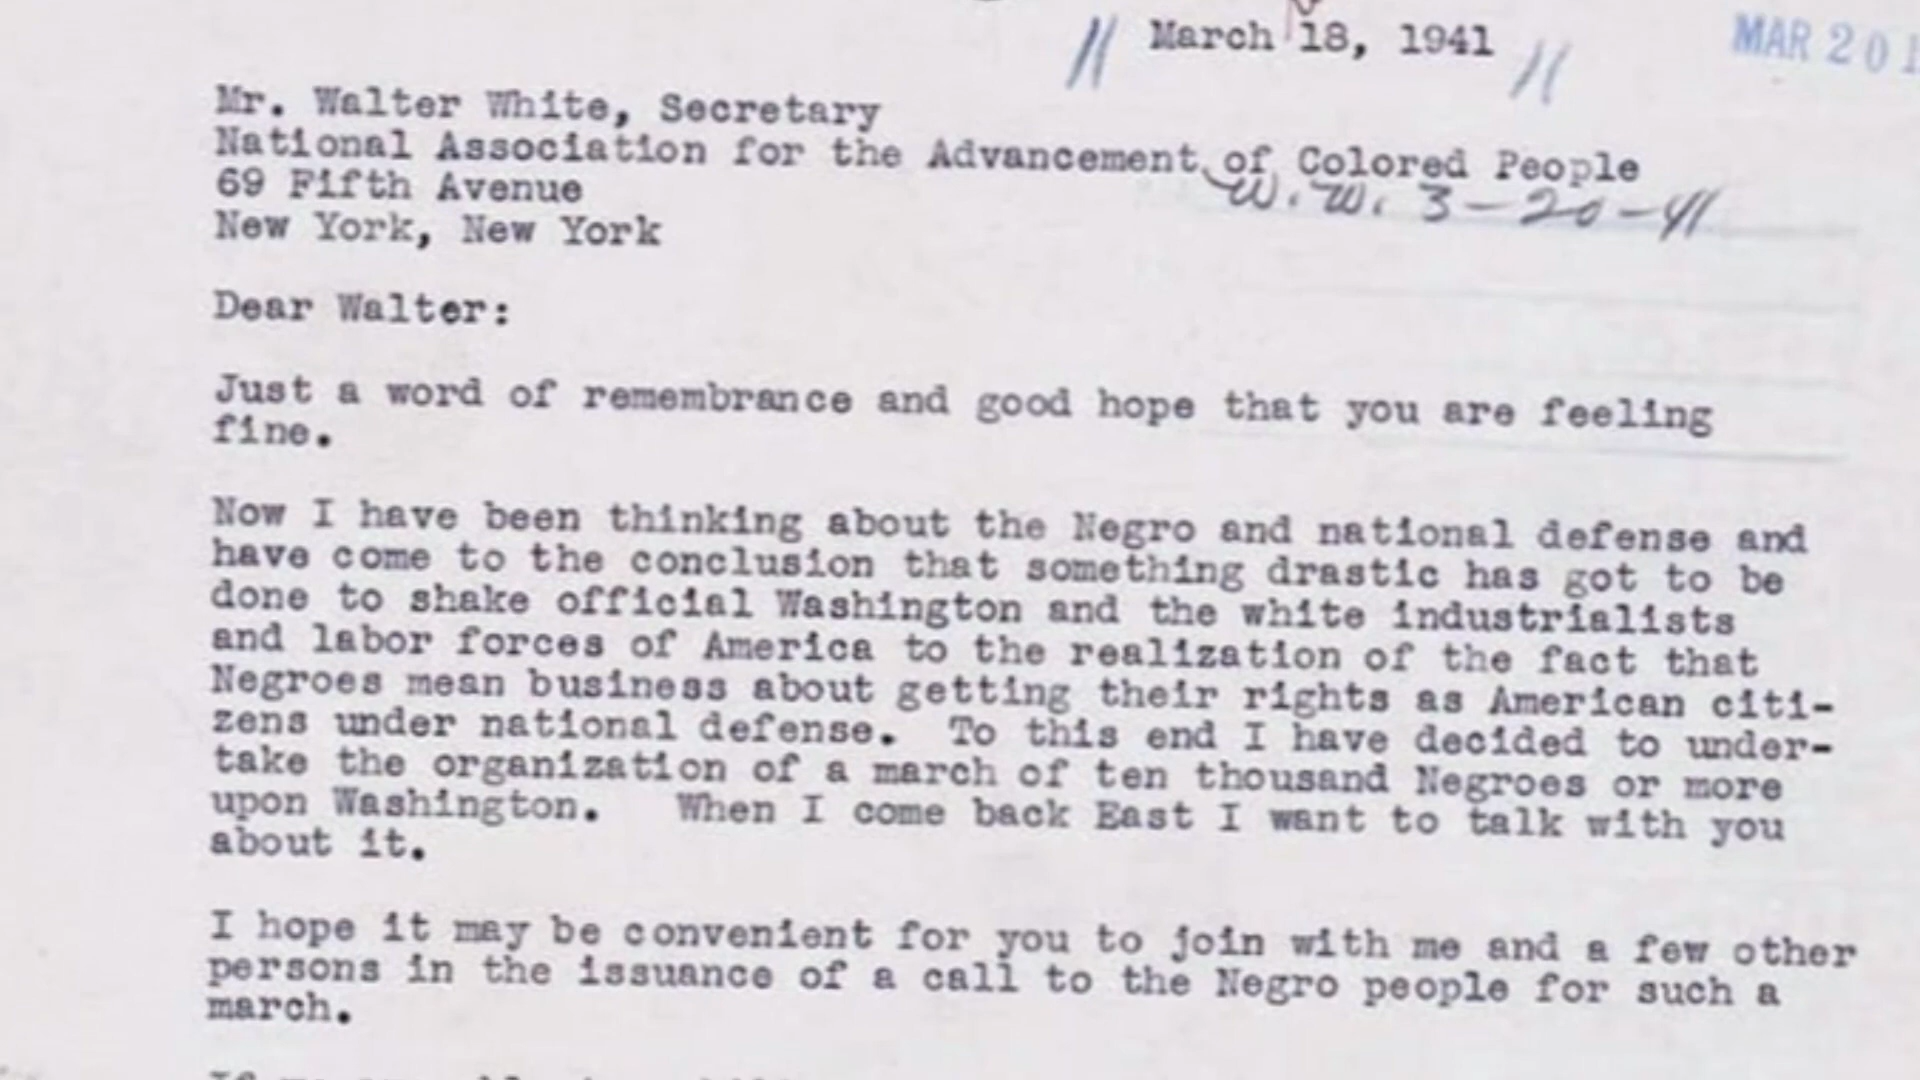 March 18, 1941
MAR 20 1
Mr. Walter White, Secretary
National Association for the Advancement of Colored People
W. W. 3-20-41
69 Fifth Avenue
New York, New York
Dear Walter:
Just a word of remembrance and good hope that you are feeling
fine.
Now I have been thinking about the Negro and national defense and
have come to the conclusion that something drastic has got to be
done to shake official Washington and the white industrialists
and labor forces of America to the realization of the fact that
Negroes mean business about getting their rights as American citi-
zens under national defense. To this end I have decided to under-
take the organization of a march of ten thousand Negroes or more
upon Washington. When I come back East I want to talk with you
about it.
I hope it may be convenient for you to join with me and a few other
persons in the issuance of a call to the Negro people for such a
march.